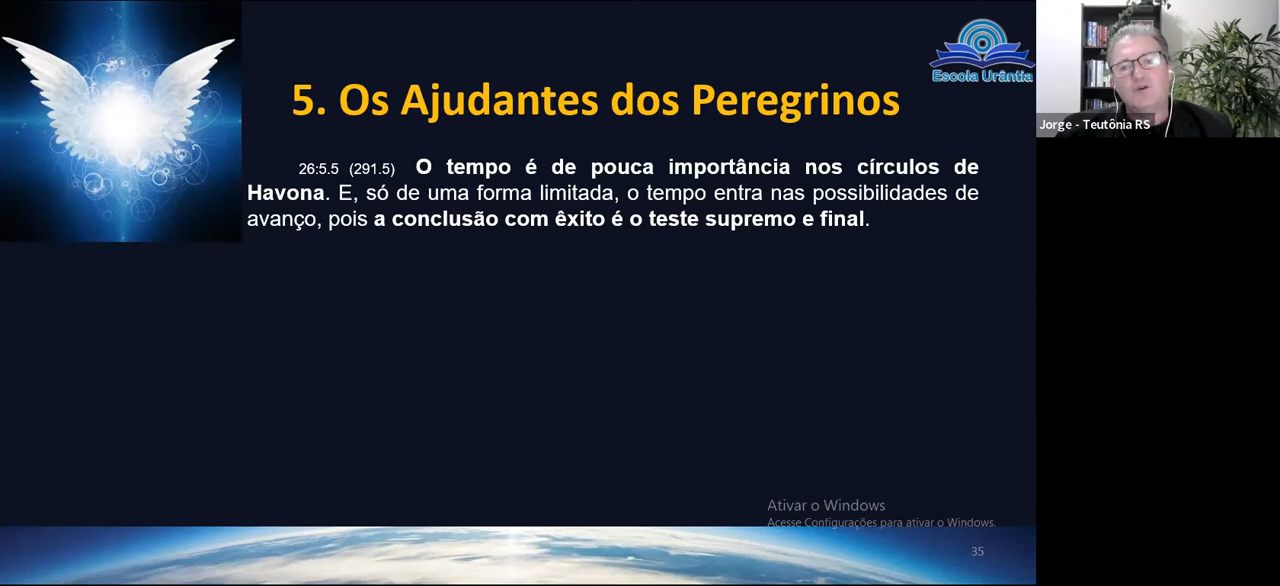 Escola Urântia
5. Os Ajudantes dos Peregrinos
Jorge - Teutônia RS
26:5.5 (291.5) O tempo é de pouca importância nos círculos de
Havona. E, só de uma forma limitada, o tempo entra nas possibilidades de
avanço, pois a conclusão com êxito é o teste supremo e final.
Ativar o Windows
Acesse Configurações para ativar o Windows.
35